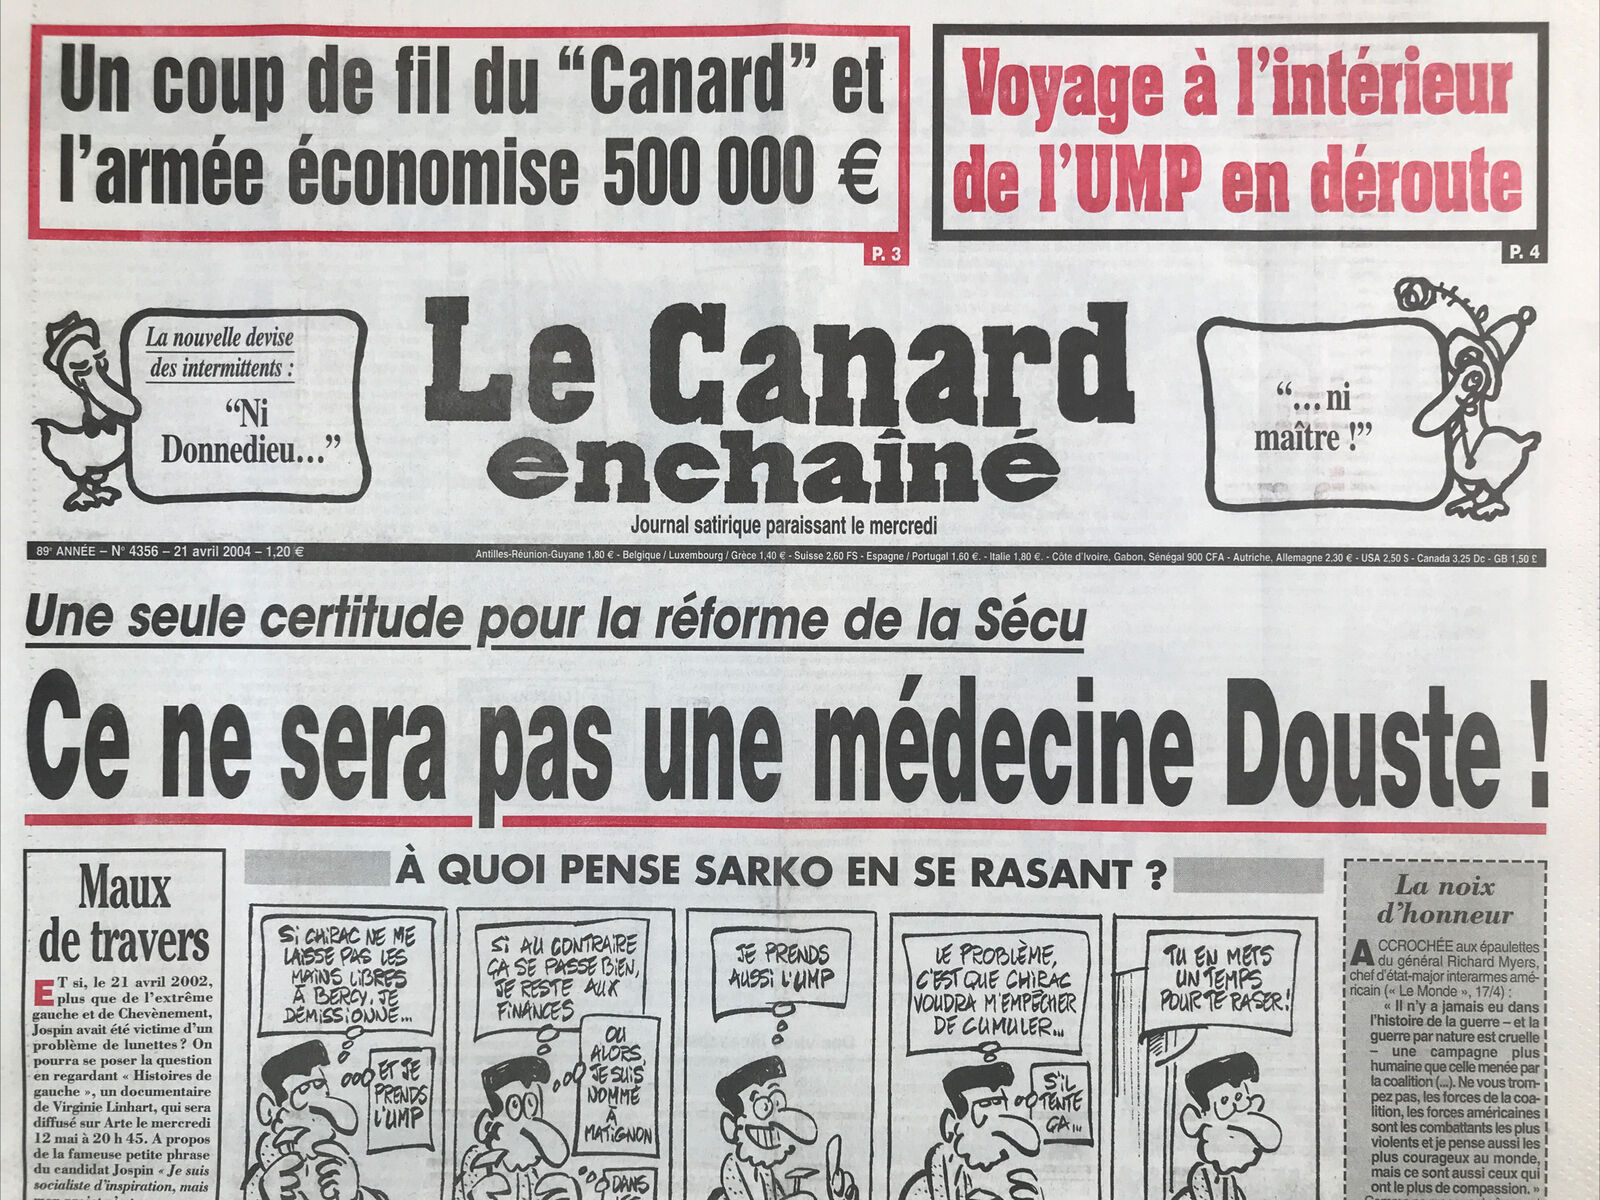 Un coup de fil du “Canard” et
l’armée économise 500 000 €
P. 3
Voyage à l’intérieur
de l’UMP en déroute
P. 4
La nouvelle devise
des intermittents :
“Ni
Donnedieu...”
Le Canard
enchaîné
Journal satirique paraissant le mercredi
“...ni
maître !”
89e ANNÉE – N° 4356 – 21 avril 2004 – 1,20 €
Antilles-Réunion-Guyane 1,80 € - Belgique / Luxembourg / Grèce 1,40 € - Suisse 2,60 FS - Espagne / Portugal 1,60 €. - Italie 1,80 €. - Côte d’Ivoire, Gabon, Sénégal 900 CFA - Autriche, Allemagne 2,30 € - USA 2,50 $ - Canada 3,25 Dc - GB 1,50 £
Une seule certitude pour la réforme de la Sécu
Ce ne sera pas une médecine Douste !
Maux
de travers
ET si, le 21 avril 2002,
plus que de l’extrême
gauche et de Chevènement,
Jospin avait été victime d’un
problème de lunettes ? On
pourra se poser la question
en regardant « Histoires de
gauche », un documentaire
de Virginie Linhart, qui sera
diffusé sur Arte le mercredi
12 mai à 20 h 45. A propos
de la fameuse petite phrase
du candidat Jospin « Je suis
socialiste d’inspiration, mais
À QUOI PENSE SARKO EN SE RASANT ?
SI CHIRAC NE ME
LAISSE PAS LES
MAINS LIBRES
À BERCY, JE
DÉMISSIONNE...
ET JE
PRENDS
L’UMP
SI AU CONTRAIRE
ÇA SE PASSE BIEN,
JE RESTE AUX
FINANCES
OU
ALORS,
JE SUIS
NOMMÉ
À
MATIGNON
DANS
JE PRENDS
AUSSI L’UMP
LE PROBLÈME,
C’EST QUE CHIRAC
VOUDRA M’EMPÊCHER
DE CUMULER...
S’IL
TENTE
ÇA...
TU EN METS
UN TEMPS
POUR TE RASER !
La noix
d’honneur
ACCROCHÉE aux épaulettes
du général Richard Myers,
chef d’état-major interarmes amé-
ricain (« Le Monde », 17/4) :
« Il n’y a jamais eu dans
l’histoire de la guerre – et la
guerre par nature est cruelle
– une campagne plus
humaine que celle menée par
la coalition (...). Ne vous trom-
pez pas, les forces de la coa-
lition, les forces américaines
sont les combattants les plus
violents et je pense aussi les
plus courageux au monde,
mais ce sont aussi ceux qui
ont le plus de compassion.